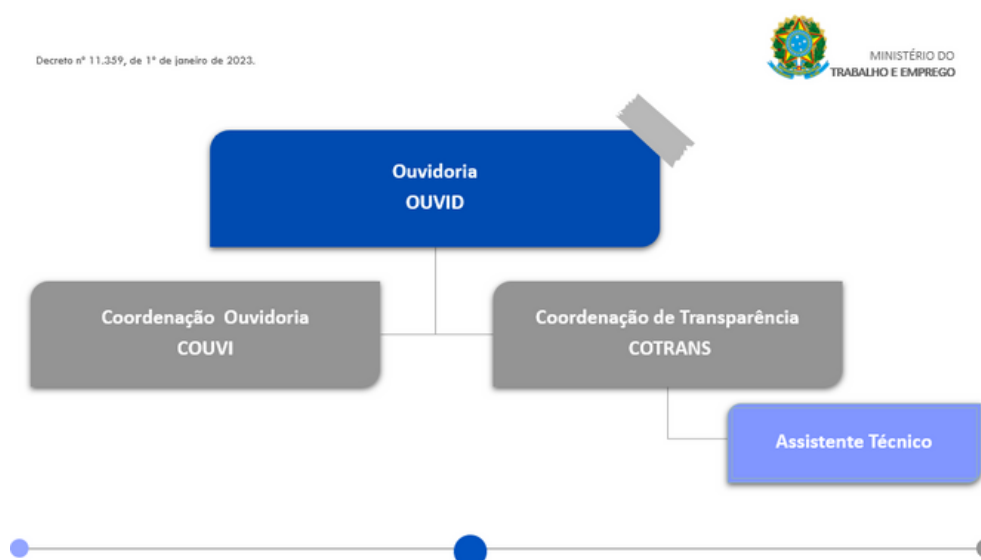 Decreto nº 11.359, de 1º de janeiro de 2023.
MINISTÉRIO DO
TRABALHO E EMPREGO
Ouvidoria
OUVID
Coordenação Ouvidoria
COUVI
Coordenação de Transparência
COTRANS
Assistente Técnico